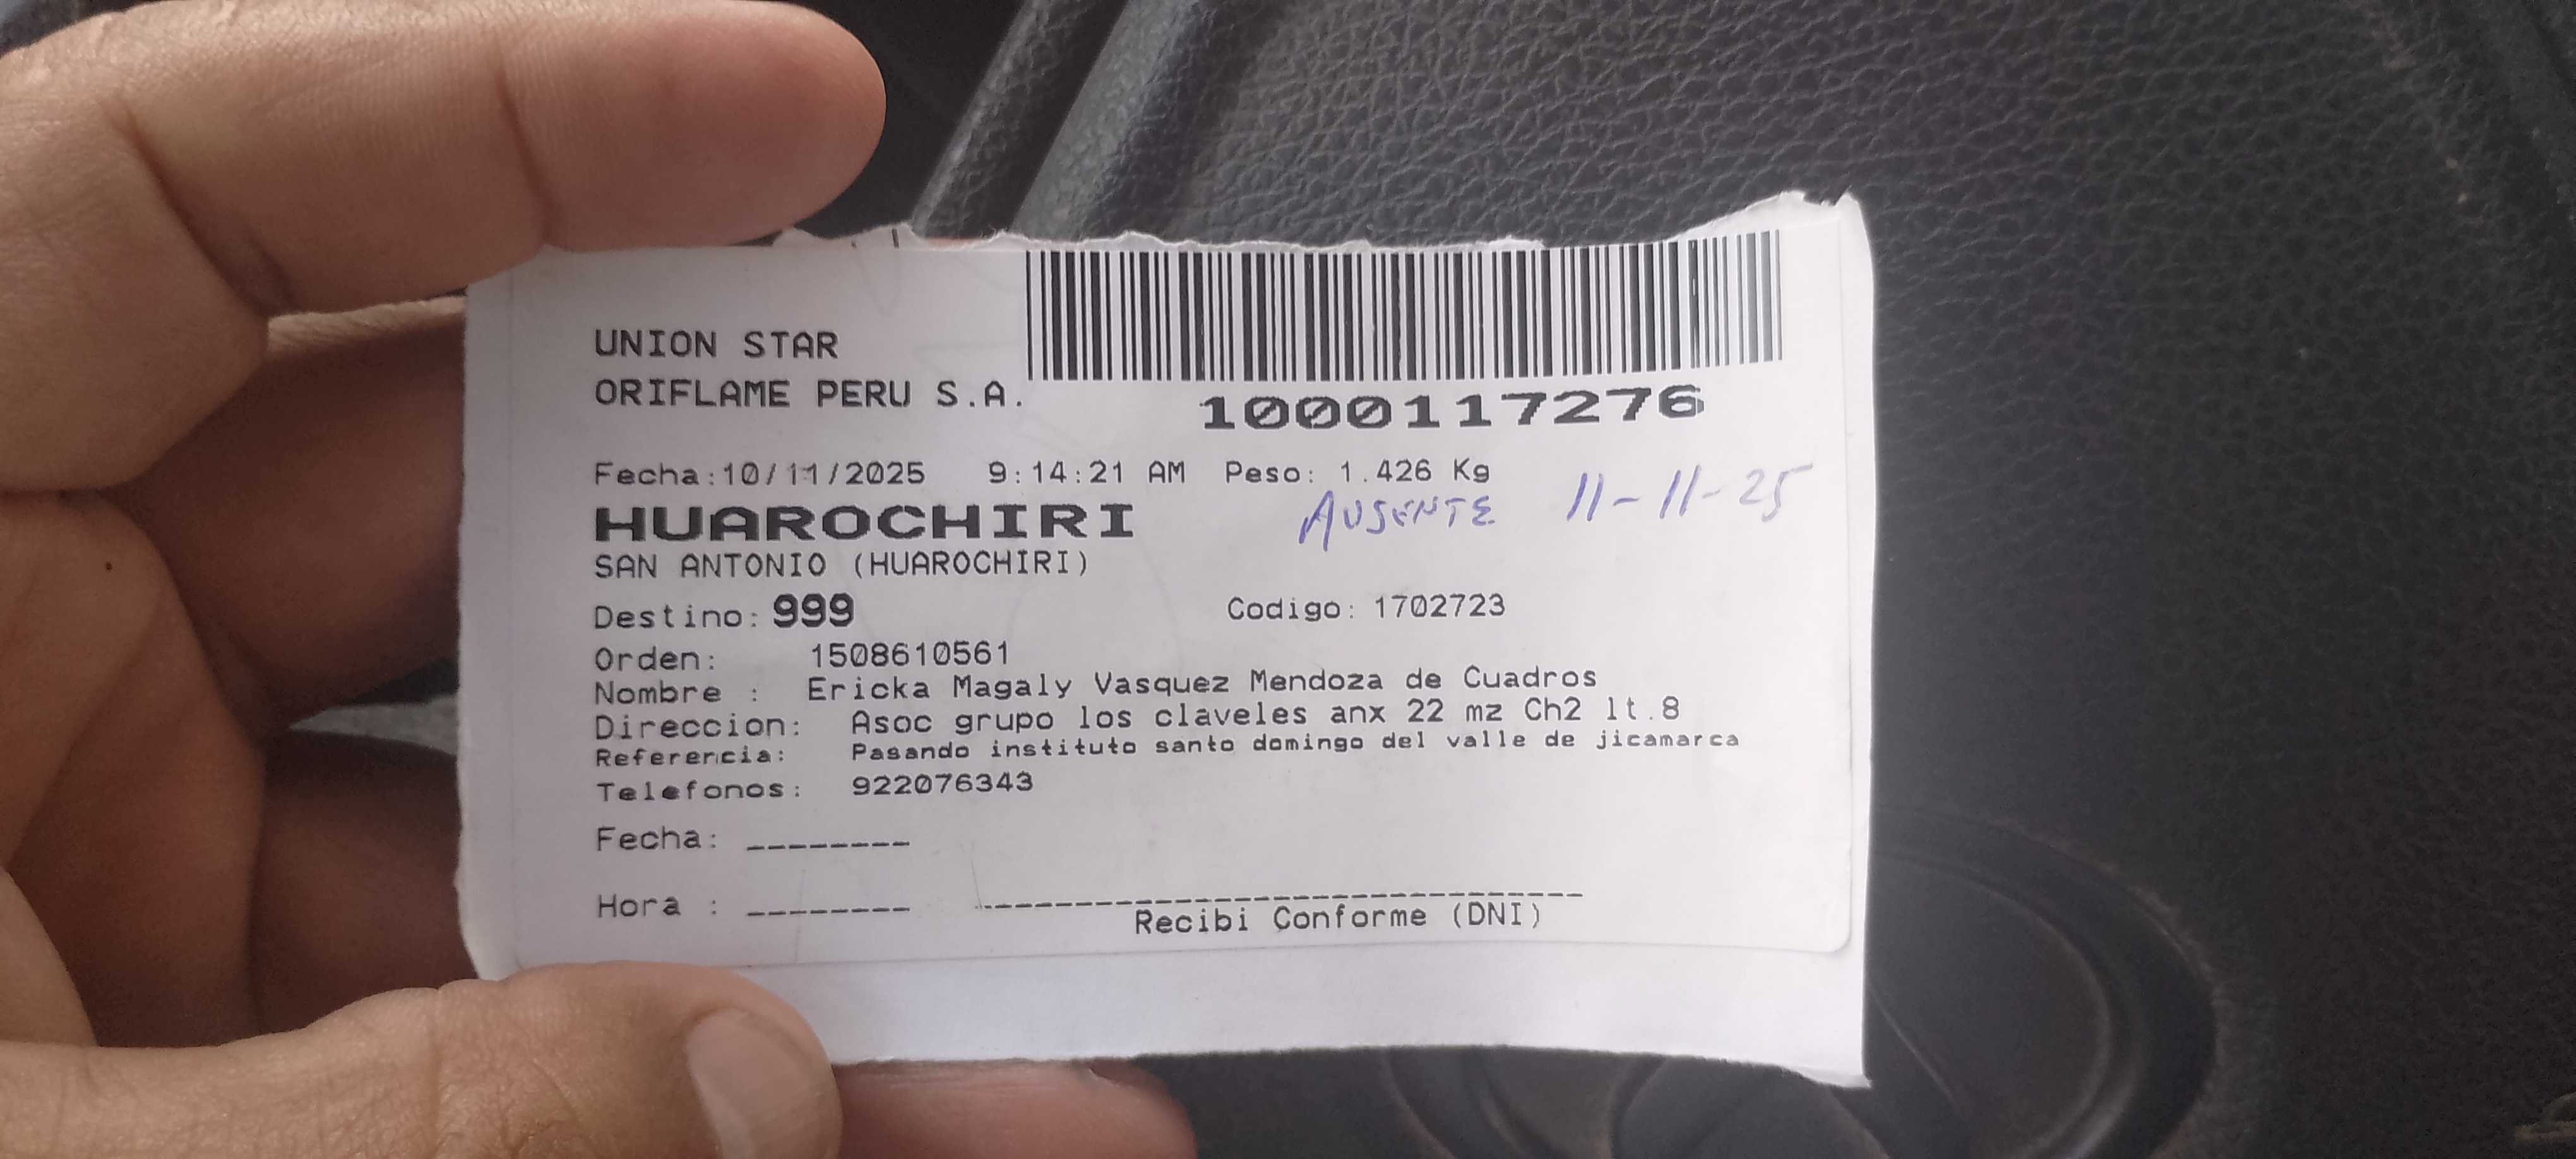 UNION STAR
ORIFLAME PERU S.A.
1000117276
Fecha:10/11/2025 9:14:21 AM Peso: 1.426 Kg
HUAROCHIRI
AUSENTE 11-11-25
SAN ANTONIO (HUAROCHIRI)
Destino: 999 Codigo: 1702723
Orden: 1508610561
Nombre : Ericka Magaly Vasquez Mendoza de Cuadros
Direccion: Asoc grupo los claveles anx 22 mz Ch2 lt.8
Referencia: Pasando instituto santo domingo del valle de jicamarca
Telefonos: 922076343
Fecha: ________
Hora : ________
Recibi Conforme (DNI)